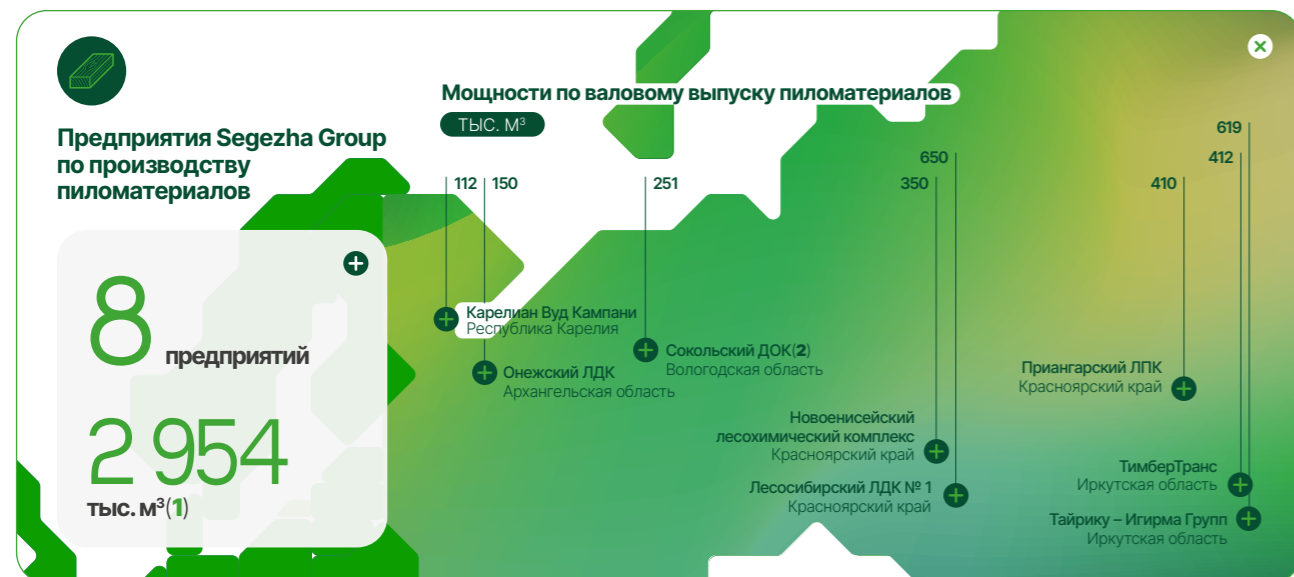 Предприятия Segezha Group
по производству
пиломатериалов
8
предприятий
2 954
тыс. м³(1)
Мощности по валовому выпуску пиломатериалов
ТЫС. М³
112
150
251
350
650
410
412
619
Карелиан Вуд Кампани
Республика Карелия
Онежский ЛДК
Архангельская область
Сокольский ДОК(2)
Вологодская область
Новоенисейский
лесохимический комплекс
Красноярский край
Лесосибирский ЛДК № 1
Красноярский край
Приангарский ЛПК
Красноярский край
ТимберТранс
Иркутская область
Тайрику – Игирма Групп
Иркутская область